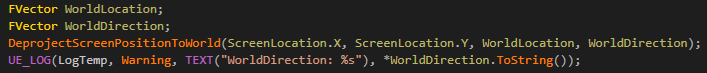 FVector WorldLocation;
FVector WorldDirection;
DeprojectScreenPositionToWorld(ScreenLocation.X, ScreenLocation.Y, WorldLocation, WorldDirection);
UE_LOG(LogTemp, Warning, TEXT("WorldDirection: %s"), *WorldDirection.ToString());